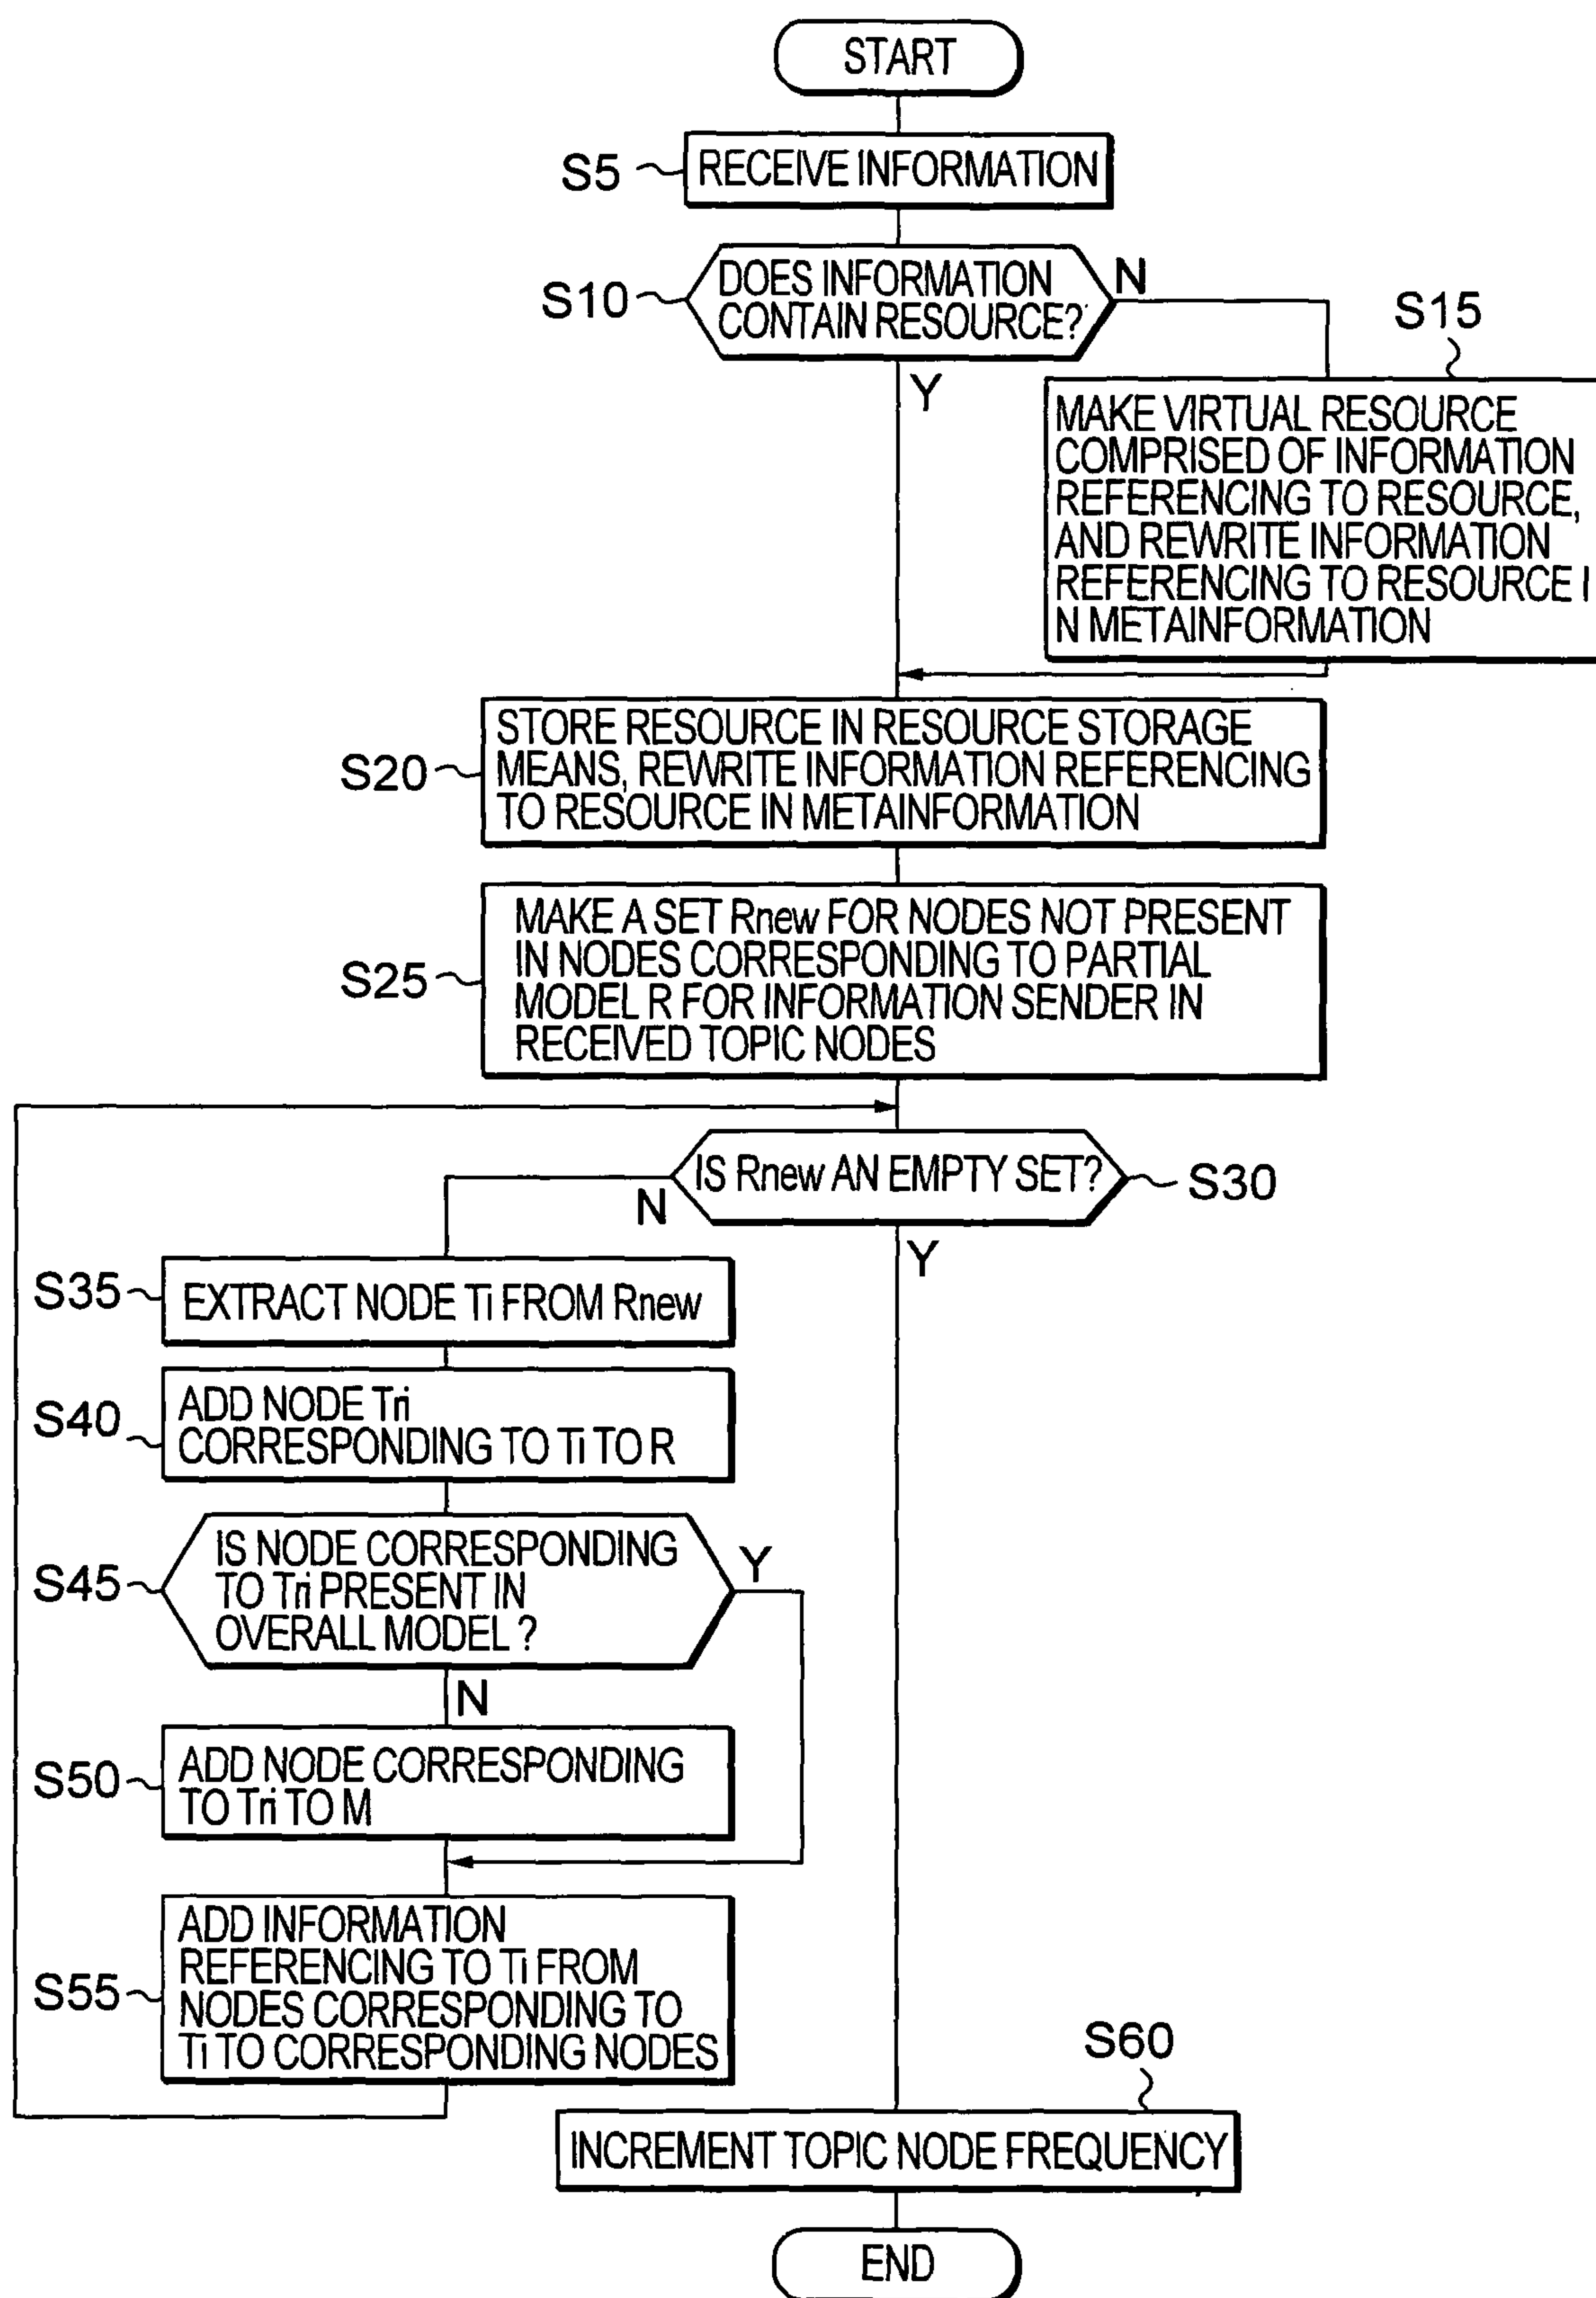 START
S5
RECEIVE INFORMATION
S10
DOES INFORMATION
CONTAIN RESOURCE?
N
Y
S15
MAKE VIRTUAL RESOURCE
COMPRISED OF INFORMATION
REFERENCING TO RESOURCE,
AND REWRITE INFORMATION
REFERENCING TO RESOURCE I
N METAINFORMATION
S20
STORE RESOURCE IN RESOURCE STORAGE
MEANS, REWRITE INFORMATION REFERENCING
TO RESOURCE IN METAINFORMATION
S25
MAKE A SET Rnew FOR NODES NOT PRESENT
IN NODES CORRESPONDING TO PARTIAL
MODEL R FOR INFORMATION SENDER IN
RECEIVED TOPIC NODES
IS Rnew AN EMPTY SET?
S30
N
Y
S35
EXTRACT NODE Ti FROM Rnew
S40
ADD NODE Tri
CORRESPONDING TO Ti TO R
S45
IS NODE CORRESPONDING
TO Tri PRESENT IN
OVERALL MODEL ?
Y
N
S50
ADD NODE CORRESPONDING
TO Tri TO M
S55
ADD INFORMATION
REFERENCING TO Ti FROM
NODES CORRESPONDING TO
Ti TO CORRESPONDING NODES
S60
INCREMENT TOPIC NODE FREQUENCY
END